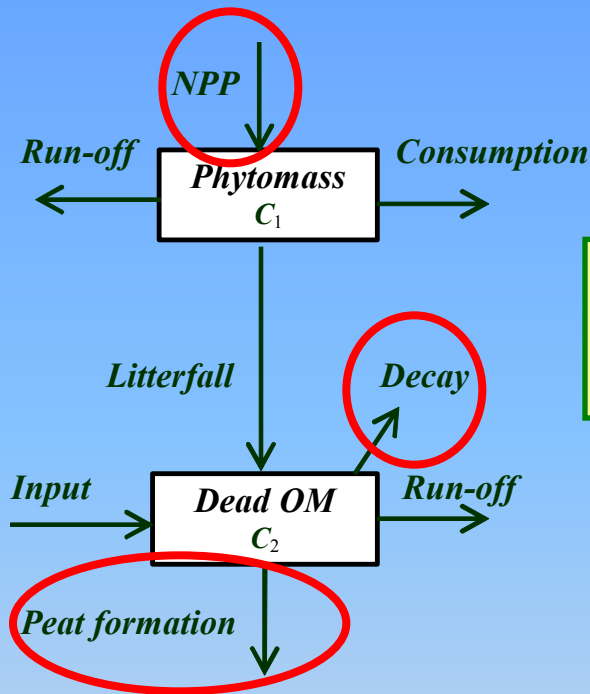 NPP
Run-off
Consumption
Phytomass
C₁
Litterfall
Decay
Input
Dead OM
C₂
Run-off
Peat formation